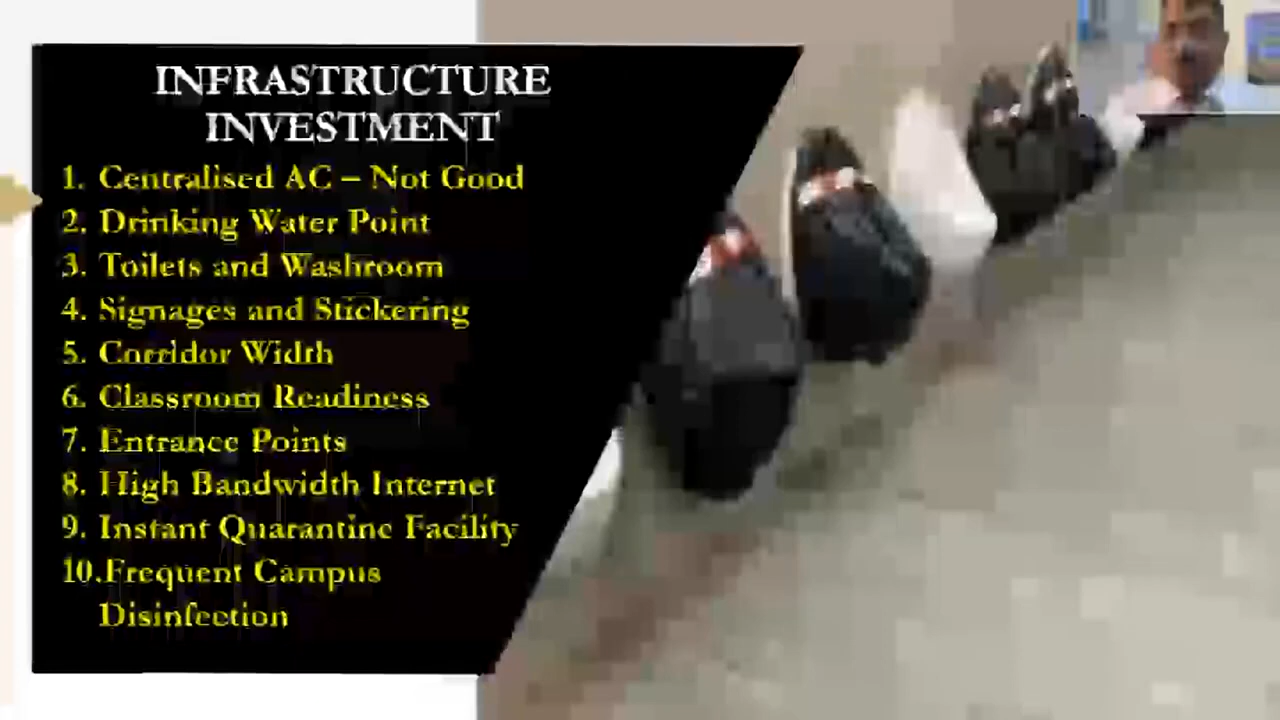 INFRASTRUCTURE
INVESTMENT
1. Centralised AC – Not Good
2. Drinking Water Point
3. Toilets and Washroom
4. Signages and Stickering
5. Corridor Width
6. Classroom Readiness
7. Entrance Points
8. High Bandwidth Internet
9. Instant Quarantine Facility
10.Frequent Campus
Disinfection